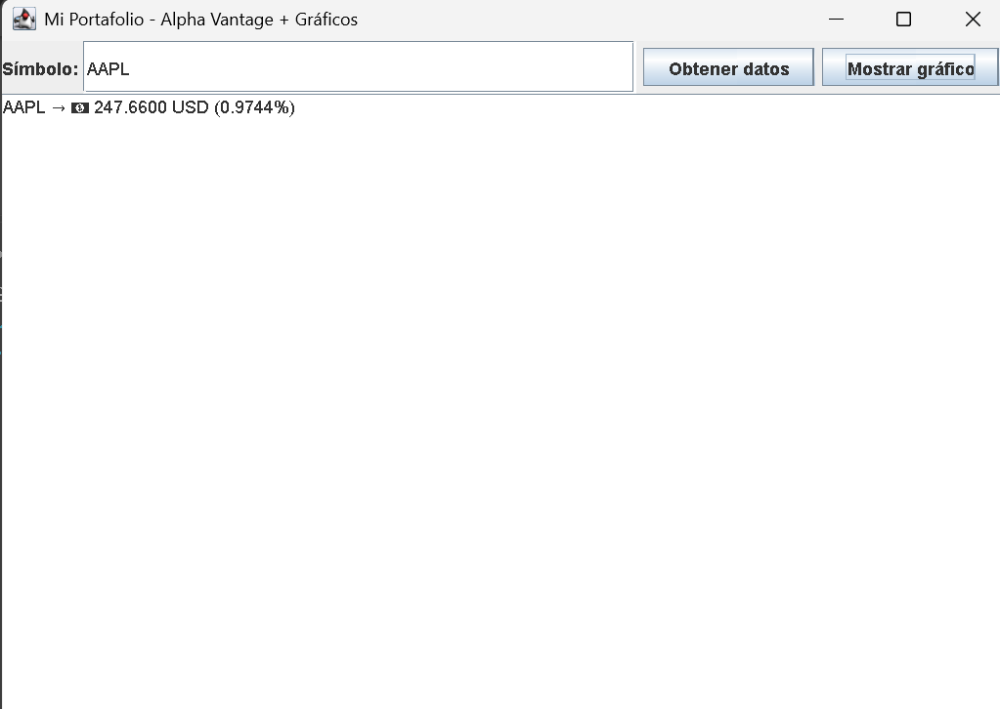 Mi Portafolio - Alpha Vantage + Gráficos
Símbolo: AAPL Obtener datos Mostrar gráfico
AAPL → 💵 247.6600 USD (0.9744%)